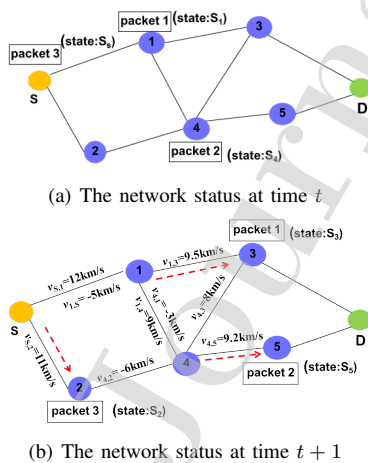 packet 1 (state:S₁)
packet 3 (state:Sₛ)
3
1
S
D
5
4
2
packet 2 (state:S₄)
(a) The network status at time t
packet 1 (state:S₃)
v₁,₃=9.5km/s
vₛ,₁=12km/s
3
1
v₁,ₛ= -5km/s
v₄,₁= -3km/s
v₄,₃=8km/s
v₁,₄=9km/s
S
D
vₛ,₂=11km/s
v₄,₅=9.2km/s
5
4
v₄,₂= -6km/s
2
packet 2 (state:S₅)
packet 3 (state:S₂)
(b) The network status at time t + 1
Journ